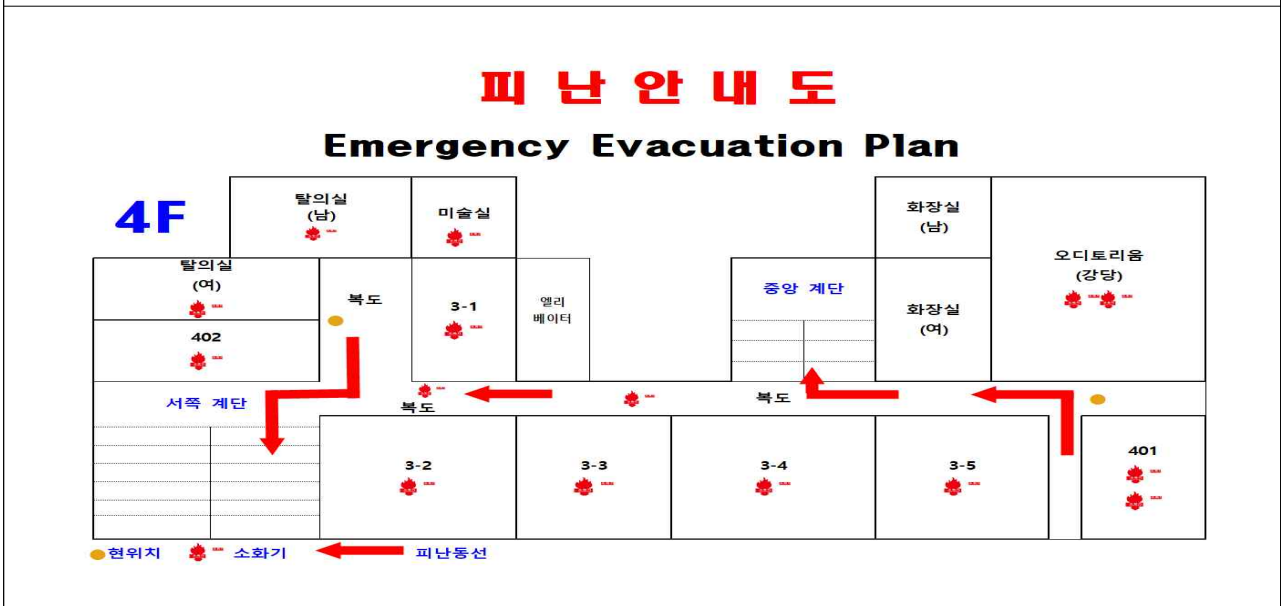 피 난 안 내 도
Emergency Evacuation Plan
4F
탈의실
(남)
미술실
화장실
(남)
오디토리움
(강당)
탈의실
(여)
복도
3-1
엘리
베이터
중앙 계단
화장실
(여)
402
서쪽 계단
복도
복도
3-2
3-3
3-4
3-5
401
현위치
소화기
피난동선